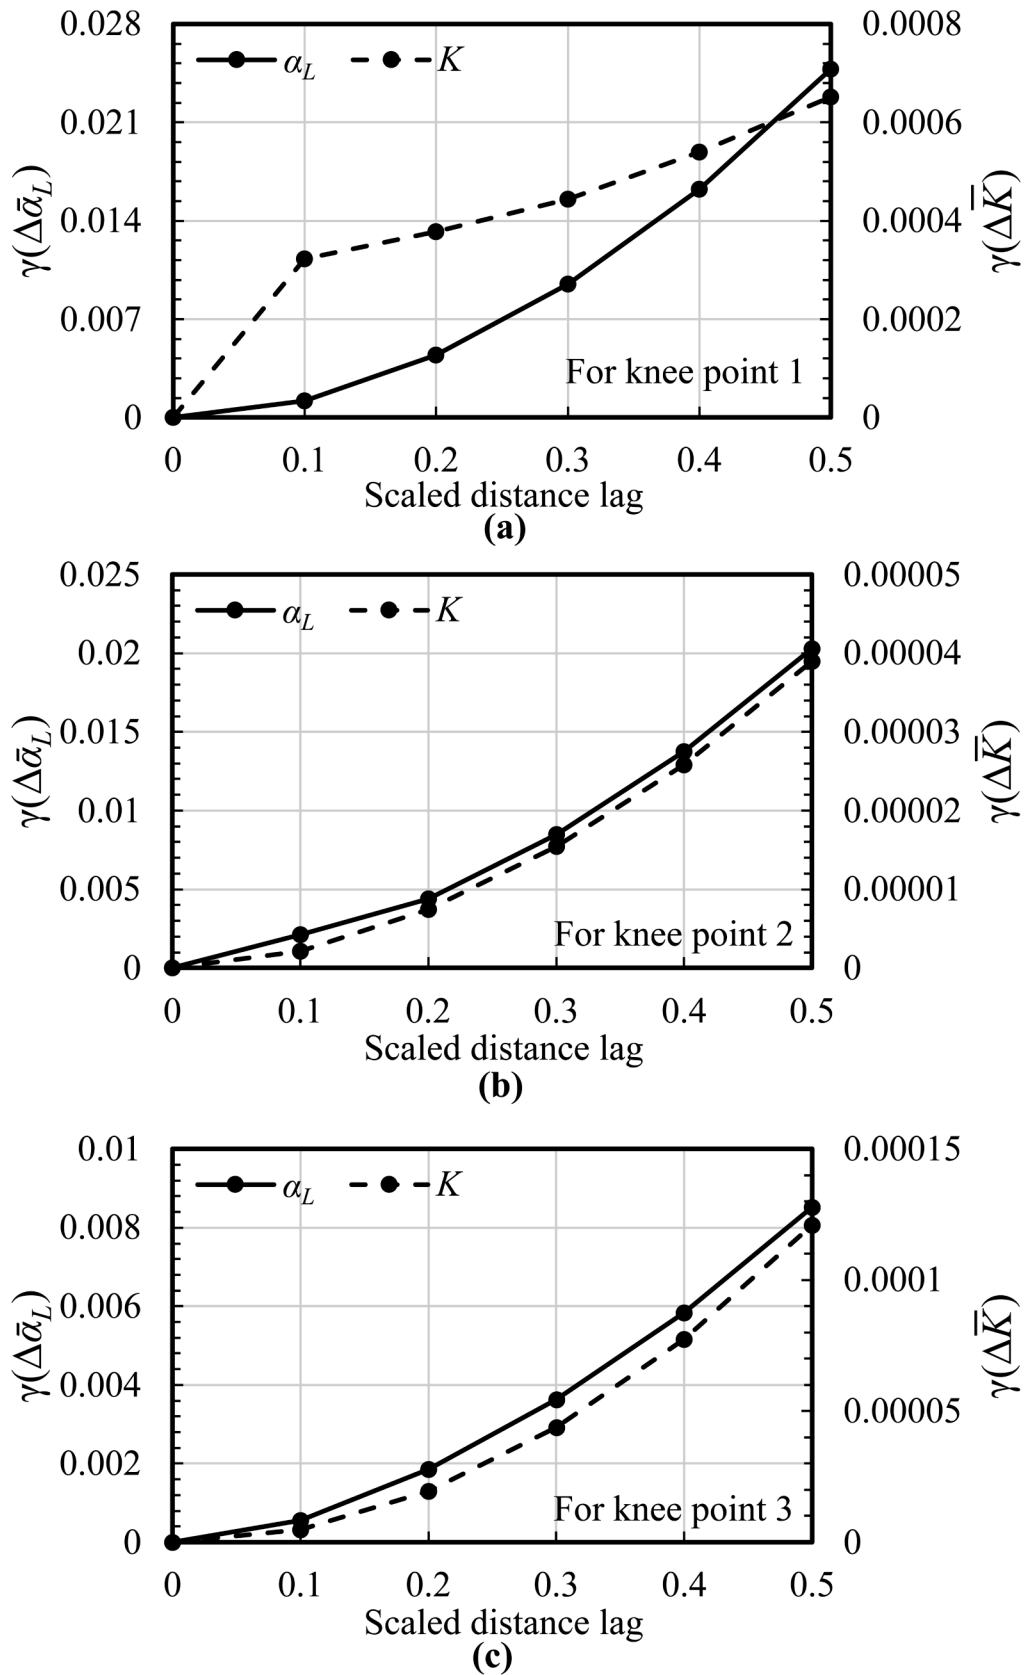 0.028 0.0008
α_L K
0.021 0.0006
0.014 0.0004
γ(Δᾱ_L) γ(ΔK̅)
0.007 0.0002
For knee point 1
0 0
0 0.1 0.2 0.3 0.4 0.5
Scaled distance lag
(a)
0.025 0.00005
α_L K
0.02 0.00004
0.015 0.00003
γ(Δᾱ_L) γ(ΔK̅)
0.01 0.00002
0.005 0.00001
For knee point 2
0 0
0 0.1 0.2 0.3 0.4 0.5
Scaled distance lag
(b)
0.01 0.00015
α_L K
0.008
0.0001
0.006
γ(Δᾱ_L) γ(ΔK̅)
0.004
0.00005
0.002
For knee point 3
0 0
0 0.1 0.2 0.3 0.4 0.5
Scaled distance lag
(c)